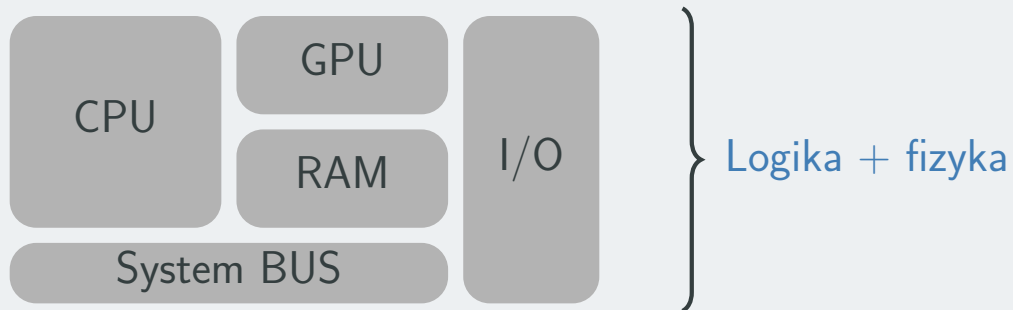 CPU
GPU
RAM
I/O
System BUS
Logika + fizyka